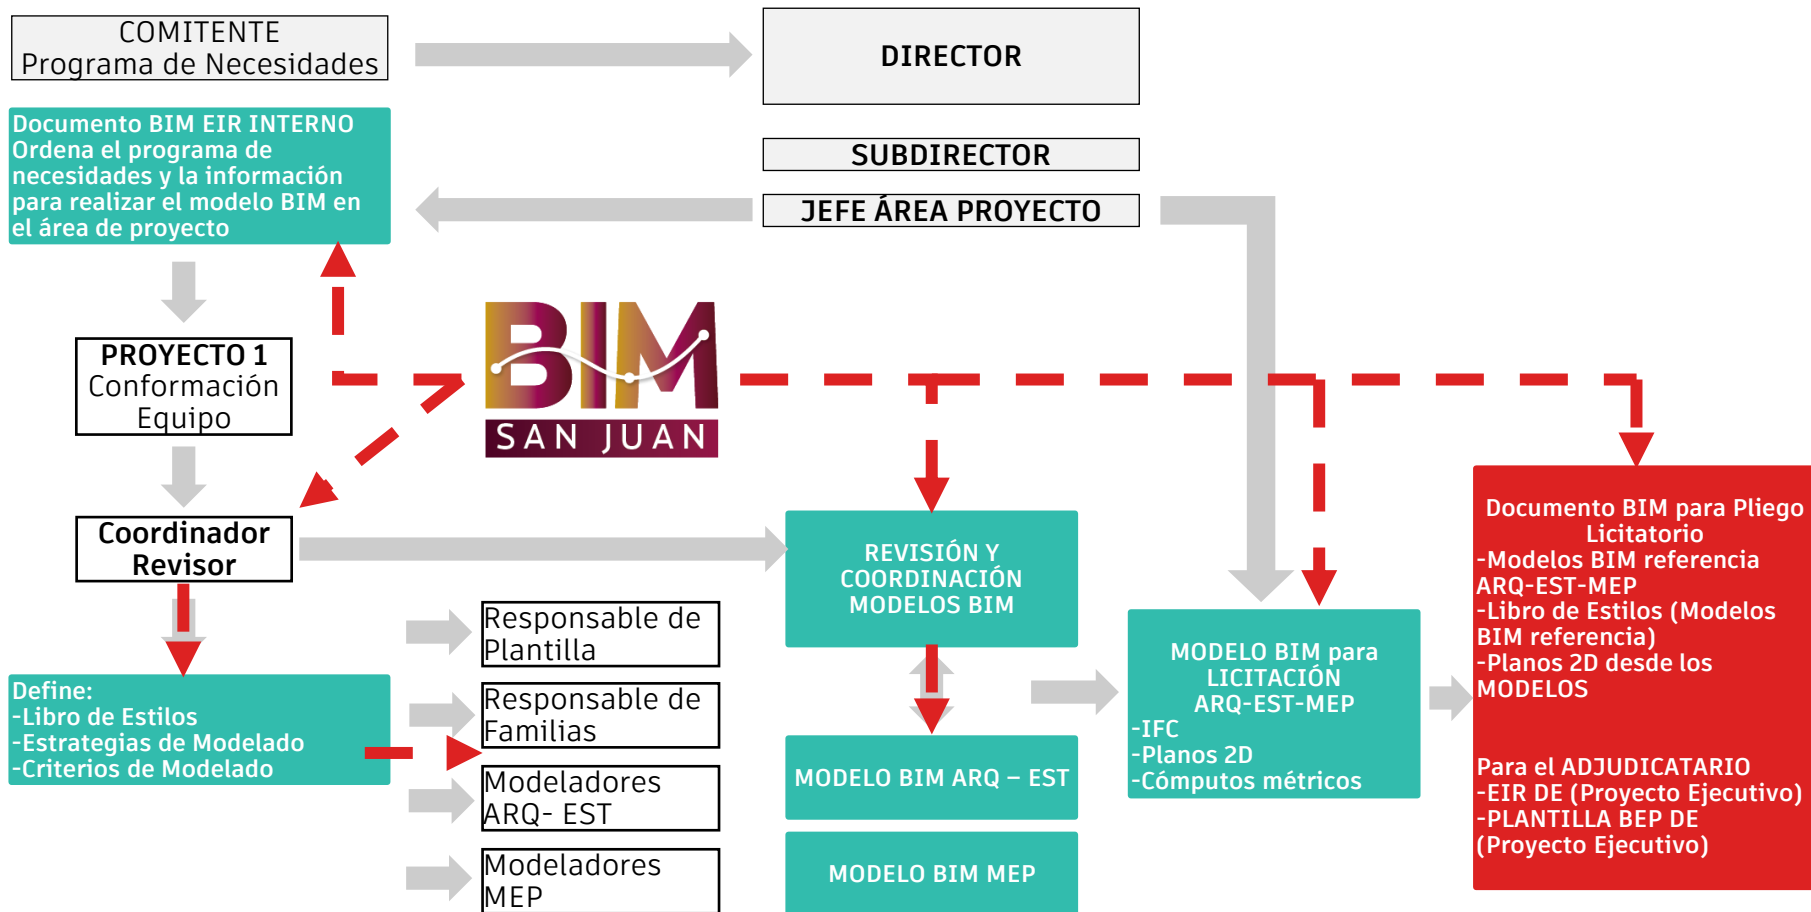 COMITENTE
Programa de Necesidades
DIRECTOR
Documento BIM EIR INTERNO
Ordena el programa de
necesidades y la información
para realizar el modelo BIM en
el área de proyecto
SUBDIRECTOR
JEFE ÁREA PROYECTO
PROYECTO 1
Conformación
Equipo
BIM
SAN JUAN
Coordinador
Revisor
Define:
-Libro de Estilos
-Estrategias de Modelado
-Criterios de Modelado
Responsable de
Plantilla
Responsable de
Familias
Modeladores
ARQ- EST
Modeladores
MEP
REVISIÓN Y
COORDINACIÓN
MODELOS BIM
MODELO BIM ARQ – EST
MODELO BIM MEP
MODELO BIM para
LICITACIÓN
ARQ-EST-MEP
-IFC
-Planos 2D
-Cómputos métricos
Documento BIM para Pliego
Licitatorio
-Modelos BIM referencia
ARQ-EST-MEP
-Libro de Estilos (Modelos
BIM referencia)
-Planos 2D desde los
MODELOS
Para el ADJUDICATARIO
-EIR DE (Proyecto Ejecutivo)
-PLANTILLA BEP DE
(Proyecto Ejecutivo)